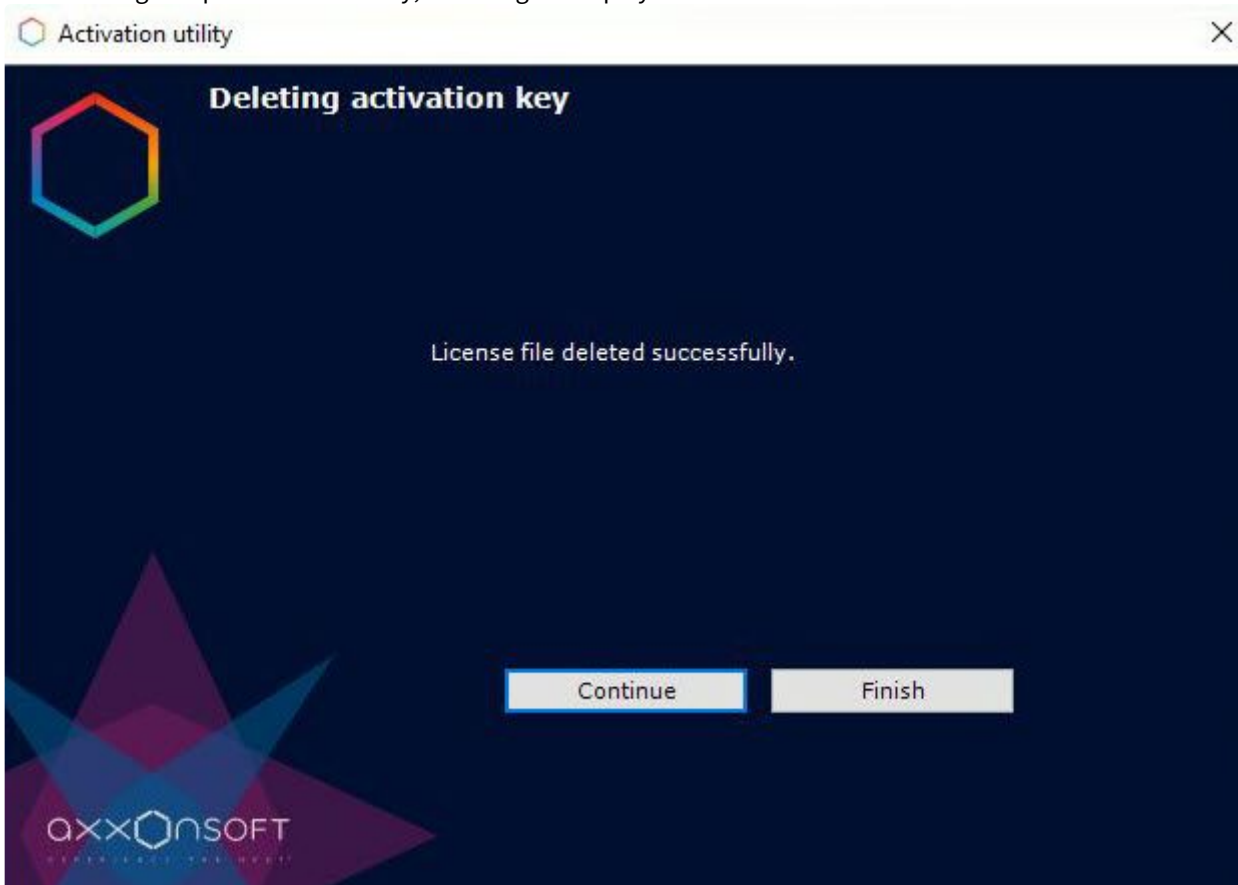 Activation utility
Deleting activation key
License file deleted successfully.
Continue
Finish
axxonsoft